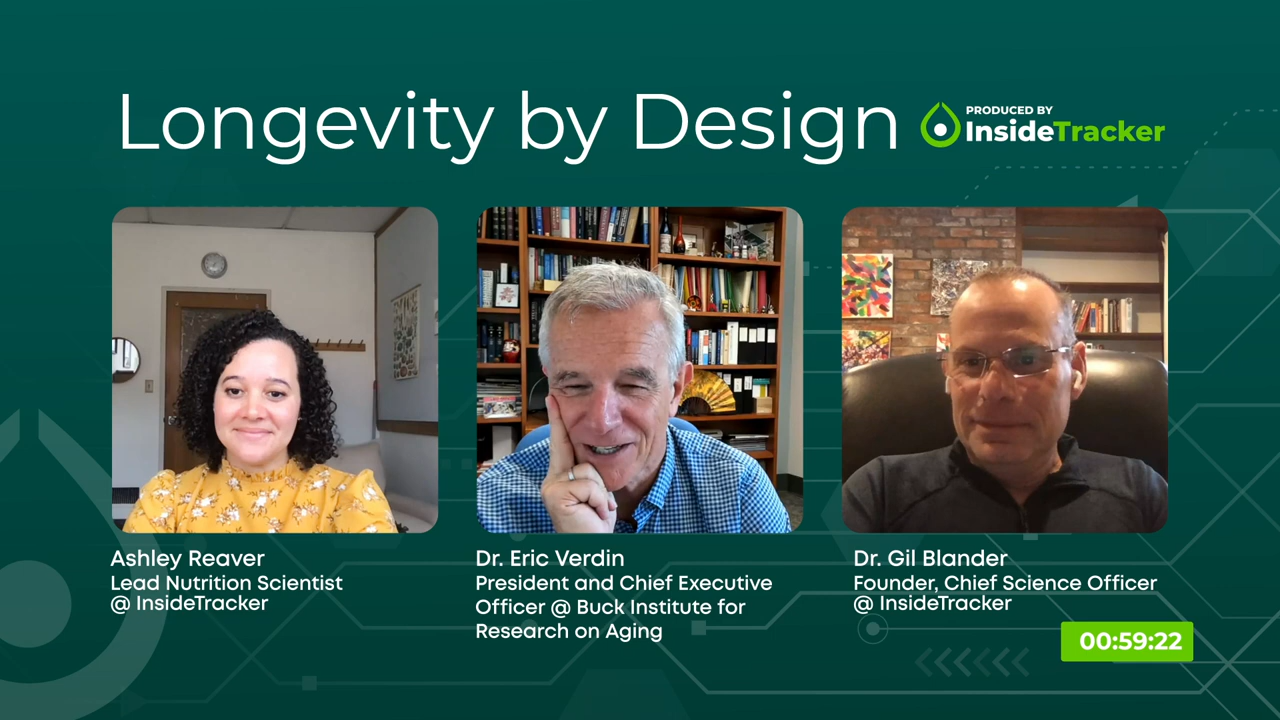 Longevity by Design
PRODUCED BY
InsideTracker
Ashley Reaver
Lead Nutrition Scientist
@ InsideTracker
Dr. Eric Verdin
President and Chief Executive
Officer @ Buck Institute for
Research on Aging
Dr. Gil Blander
Founder, Chief Science Officer
@ InsideTracker
00:59:22